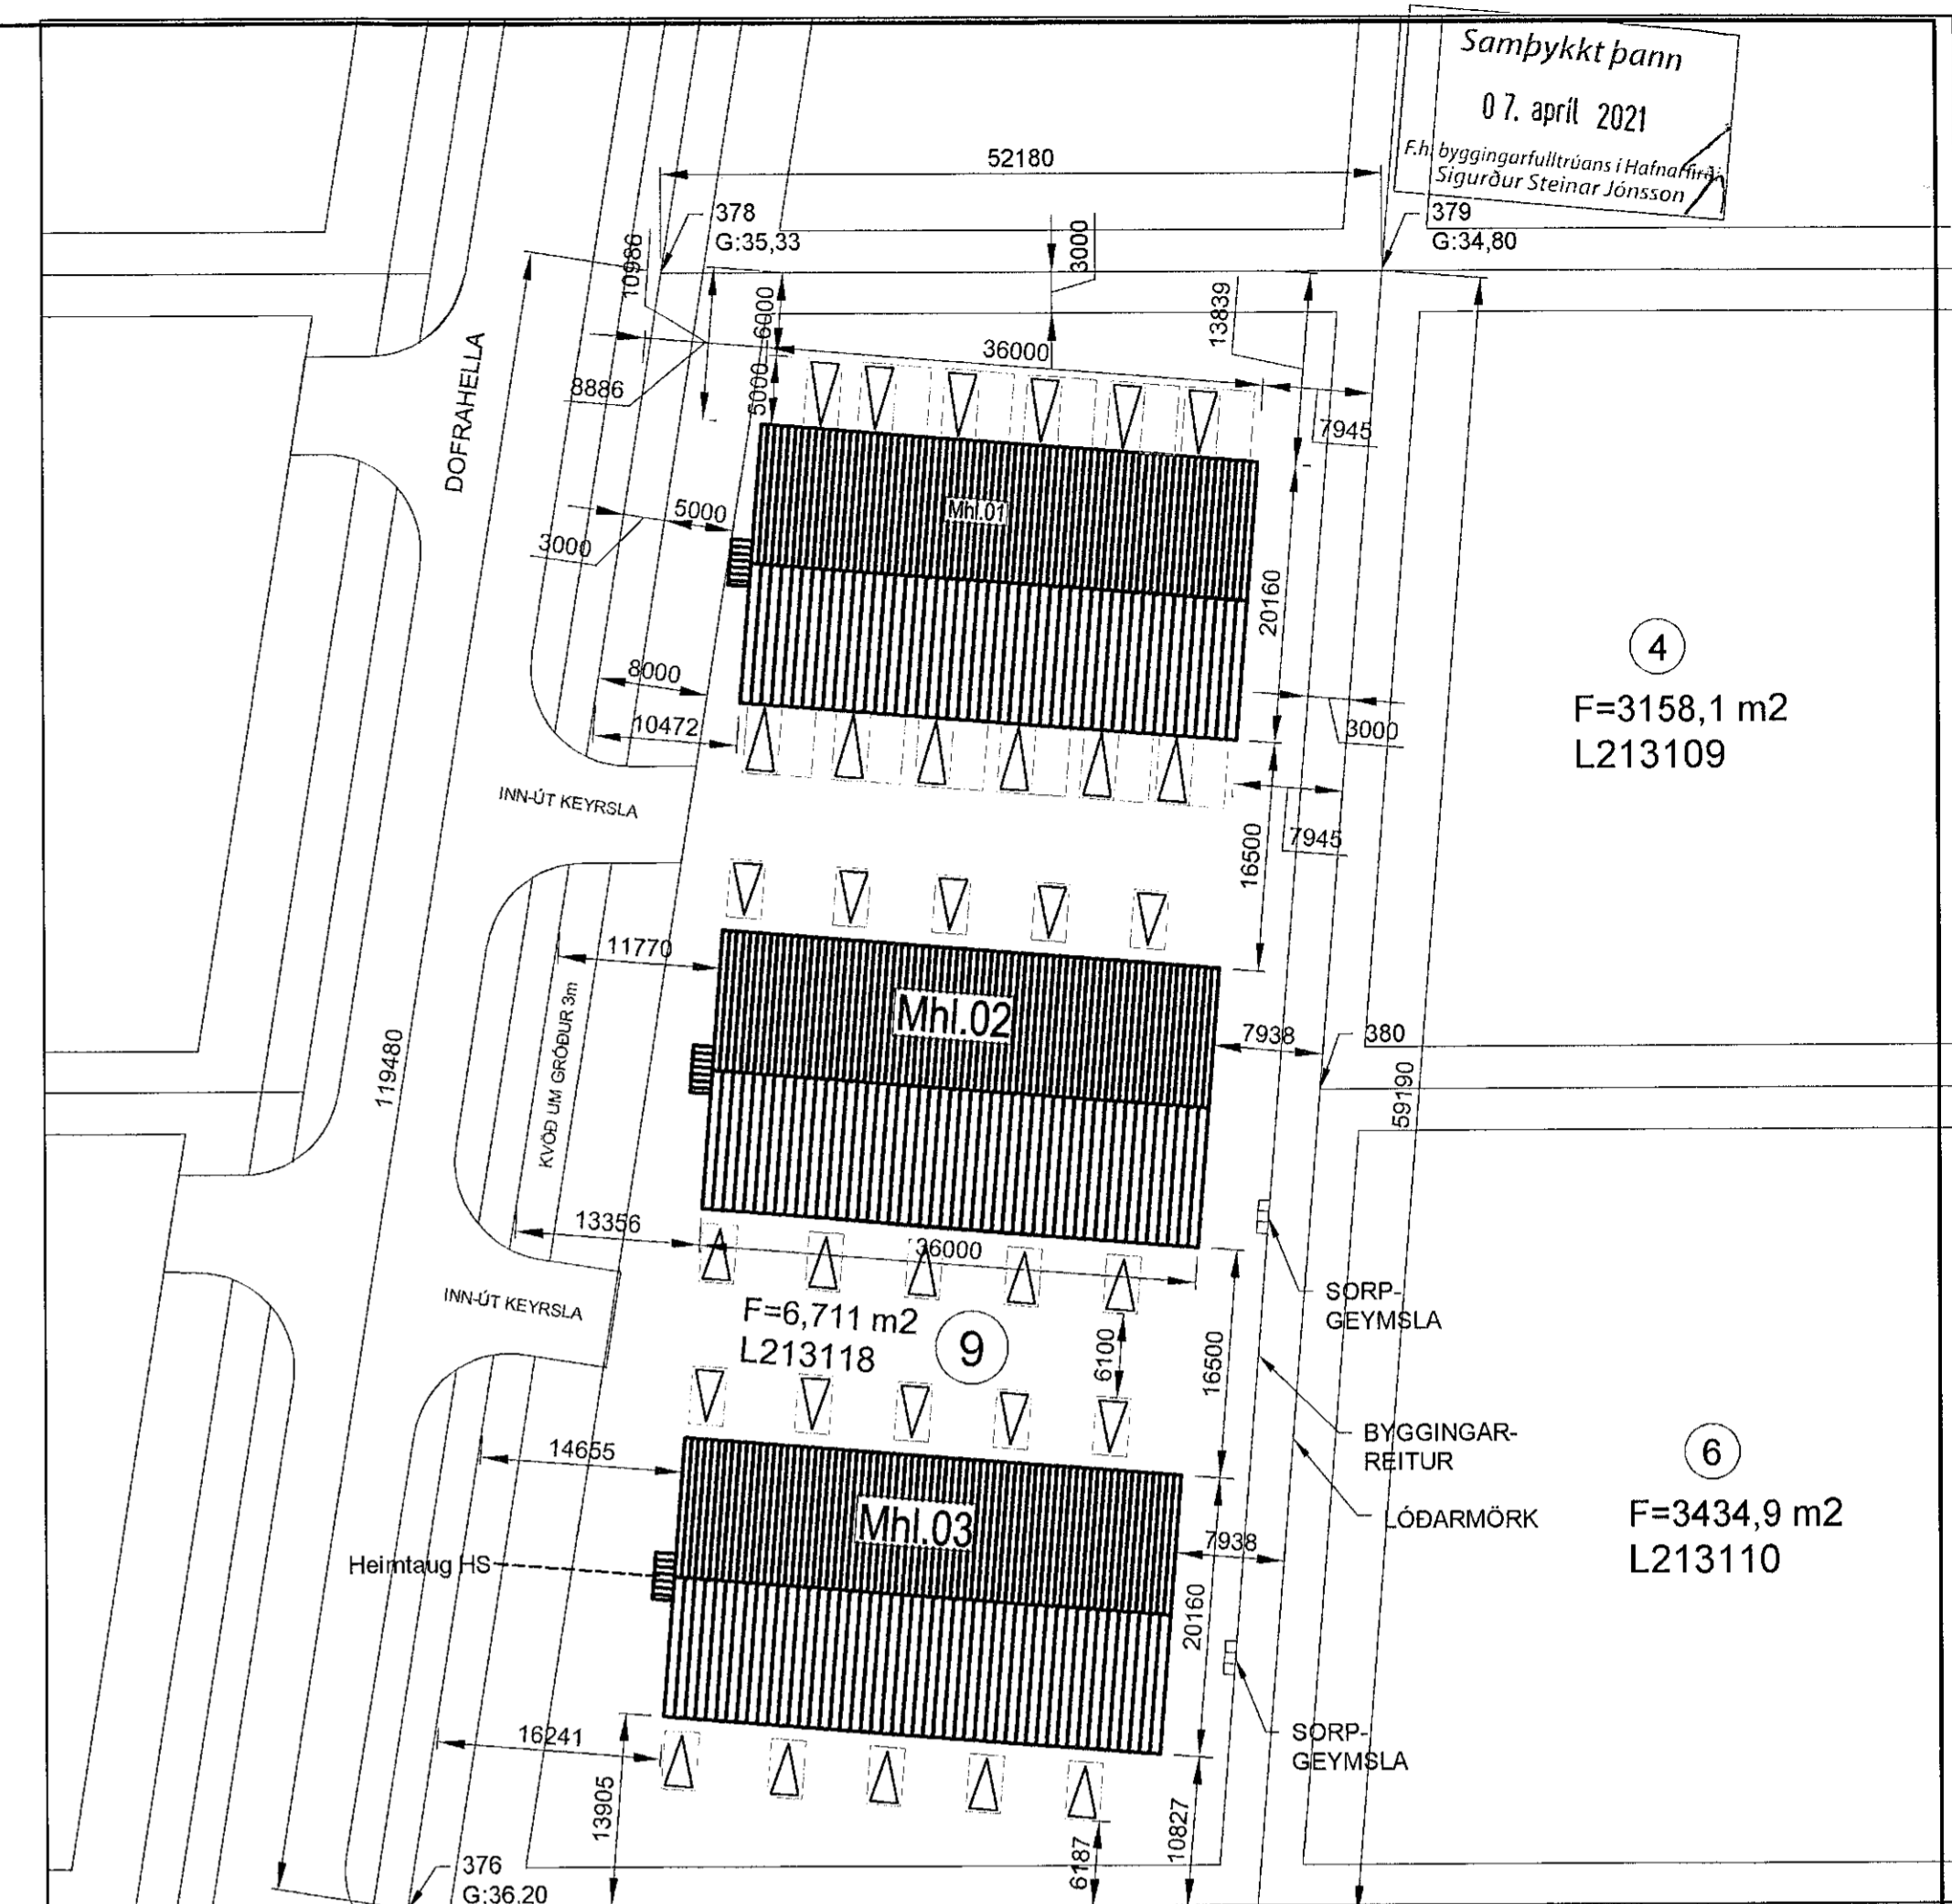 Samþykkt þann
07. apríl 2021
F.h. byggingarfulltrúans í Hafnarfirði
Sigurður Steinar Jónsson
52180
378
G:35,33
379
G:34,80
10986
3000
6000
13839
36000
8886
5000
7945
DOFRAHELLA
Mhl.01
5000
3000
20160
4
F=3158,1 m2
L213109
8000
10472
3000
INN-ÚT KEYRSLA
7945
16500
11770
Mhl.02
7938
380
KVÖÐ UM GRÓÐUR 3m
119480
59190
13356
36000
SORP-
GEYMSLA
INN-ÚT KEYRSLA
F=6,711 m2
L213118
9
6100
16500
BYGGINGAR-
REITUR
14655
6
F=3434,9 m2
L213110
LÓÐARMÖRK
Mhl.03
7938
Heimtaug HS
20160
16241
SORP-
GEYMSLA
13905
10827
6187
376
G:36,20